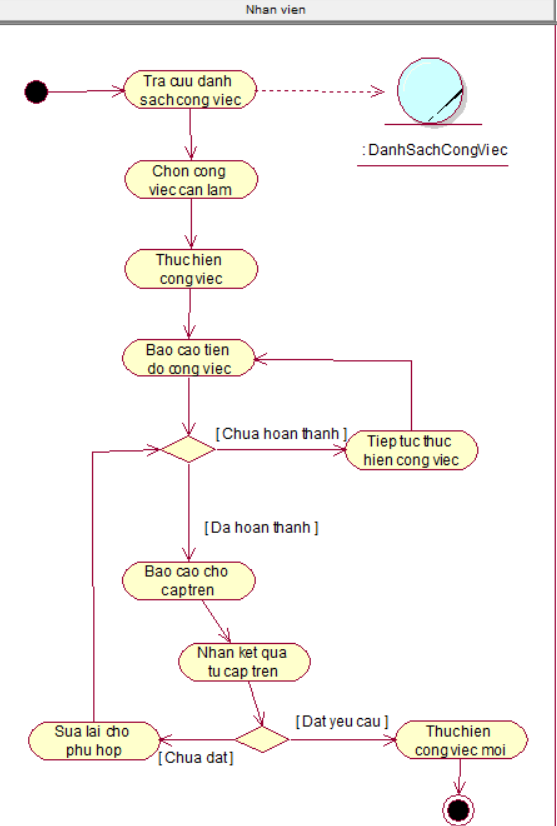 Nhan vien
Tra cuu danh
sach cong viec
: DanhSachCongViec
Chon cong
viec can lam
Thuc hien
cong viec
Bao cao tien
do cong viec
[ Chua hoan thanh ]
Tiep tuc thuc
hien cong viec
[ Da hoan thanh ]
Bao cao cho
cap tren
Nhan ket qua
tu cap tren
[ Dat yeu cau ]
Sua lai cho
phu hop
[ Chua dat ]
Thuc hien
cong viec moi